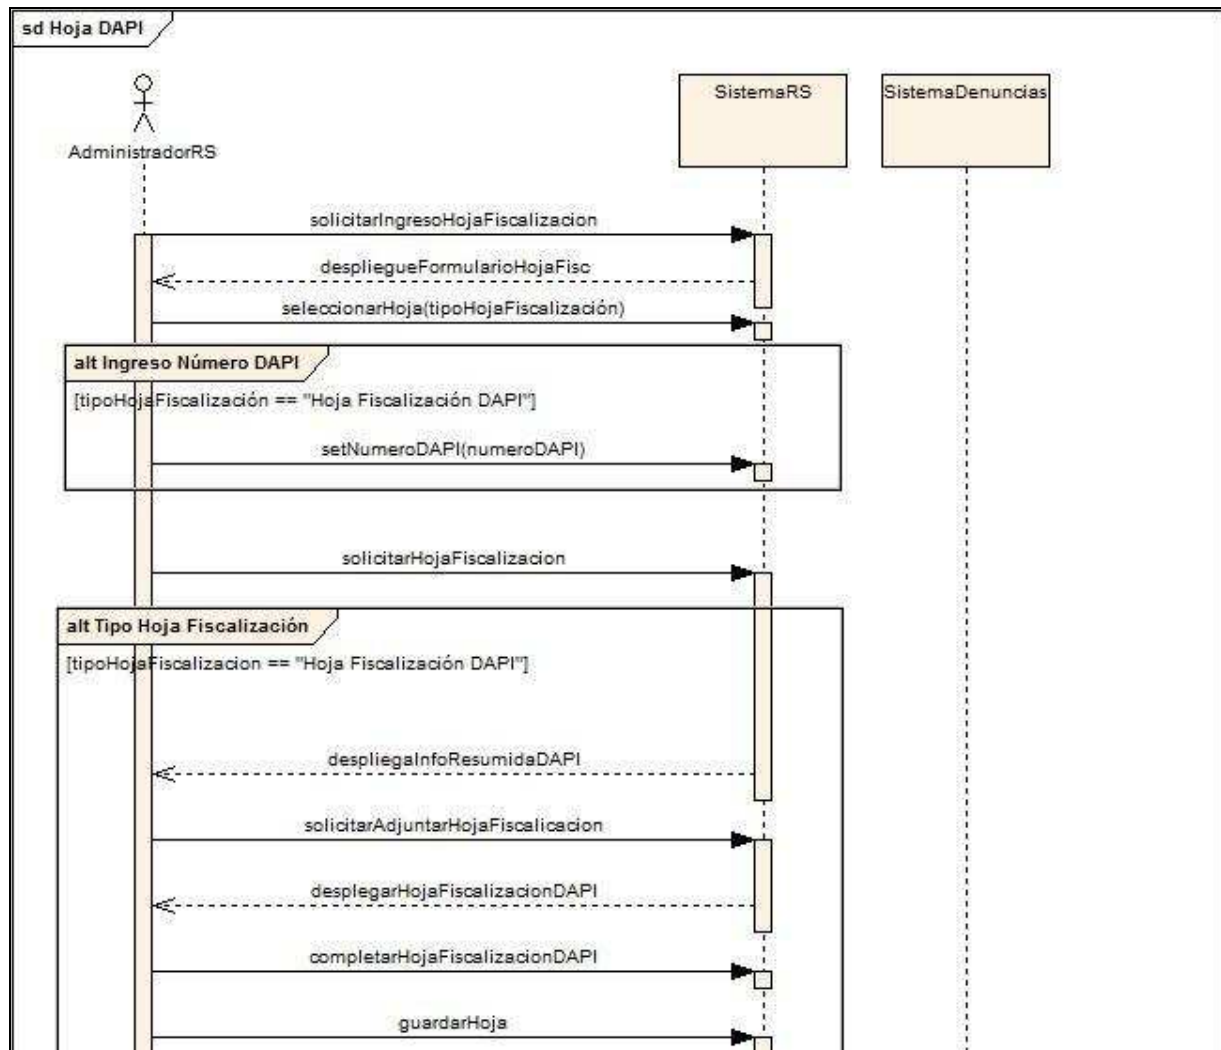 sd Hoja DAPI
SistemaRS
SistemaDenuncias
AdministradorRS
solicitarIngresoHojaFiscalizacion
despliegueFormularioHojaFisc
seleccionarHoja(tipoHojaFiscalización)
alt Ingreso Número DAPI
[tipoHojaFiscalización == "Hoja Fiscalización DAPI"]
setNumeroDAPI(numeroDAPI)
solicitarHojaFiscalizacion
alt Tipo Hoja Fiscalización
[tipoHojaFiscalizacion == "Hoja Fiscalización DAPI"]
despliegaInfoResumidaDAPI
solicitarAdjuntarHojaFiscalicacion
desplegarHojaFiscalizacionDAPI
completarHojaFiscalizacionDAPI
guardarHoja